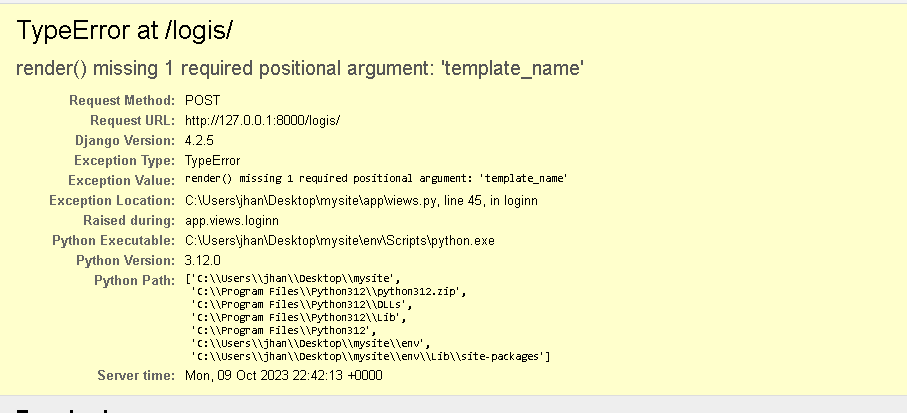 TypeError at /logis/
render() missing 1 required positional argument: 'template_name'
Request Method: POST
Request URL: http://127.0.0.1:8000/logis/
Django Version: 4.2.5
Exception Type: TypeError
Exception Value: render() missing 1 required positional argument: 'template_name'
Exception Location: C:\Users\jhan\Desktop\mysite\app\views.py, line 45, in loginn
Raised during: app.views.loginn
Python Executable: C:\Users\jhan\Desktop\mysite\env\Scripts\python.exe
Python Version: 3.12.0
Python Path: ['C:\\Users\\jhan\\Desktop\\mysite',
'C:\\Program Files\\Python312\\python312.zip',
'C:\\Program Files\\Python312\\DLLs',
'C:\\Program Files\\Python312\\Lib',
'C:\\Program Files\\Python312',
'C:\\Users\\jhan\\Desktop\\mysite\\env',
'C:\\Users\\jhan\\Desktop\\mysite\\env\\Lib\\site-packages']
Server time: Mon, 09 Oct 2023 22:42:13 +0000